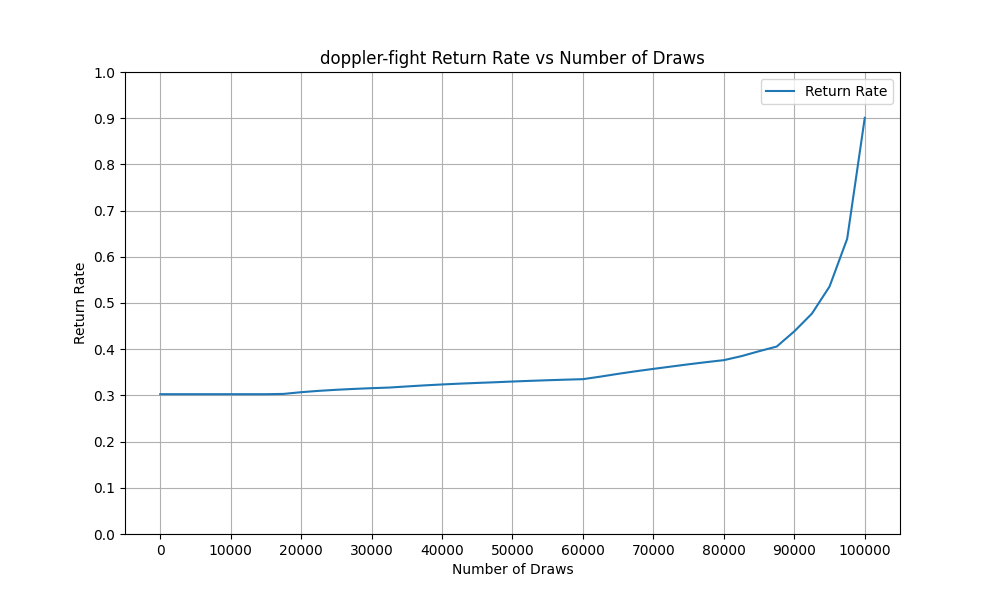 doppler-fight Return Rate vs Number of Draws
Return Rate
1.0
0.9
0.8
0.7
0.6
0.5
0.4
0.3
0.2
0.1
0.0
Return Rate
0 10000 20000 30000 40000 50000 60000 70000 80000 90000 100000
Number of Draws